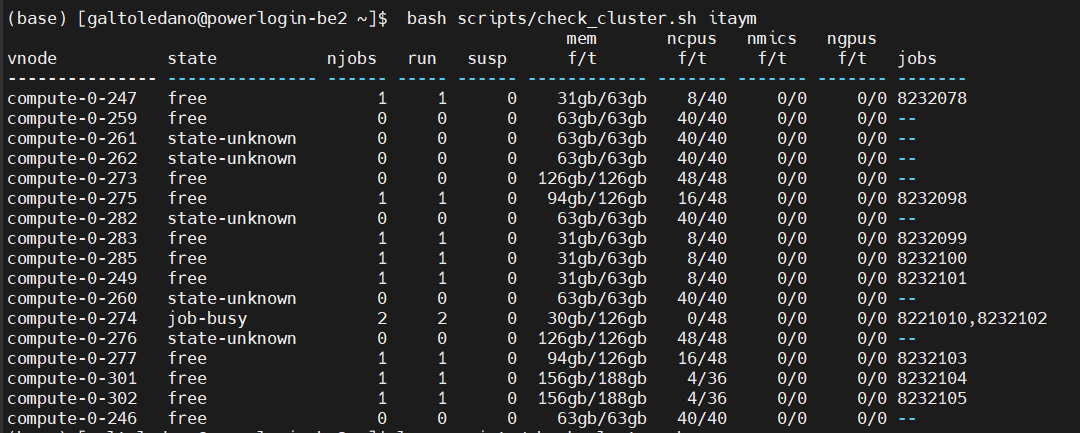 (base) [galtoledano@powerlogin-be2 ~]$  bash scripts/check_cluster.sh itaym
                                                        mem       ncpus   nmics   ngpus
vnode           state           njobs   run   susp      f/t        f/t     f/t     f/t   jobs
--------------- --------------- ------ ----- ------ ------------ ------- ------- ------- -------
compute-0-247   free                 1     1      0    31gb/63gb    8/40     0/0     0/0 8232078
compute-0-259   free                 0     0      0    63gb/63gb   40/40     0/0     0/0 --
compute-0-261   state-unknown        0     0      0    63gb/63gb   40/40     0/0     0/0 --
compute-0-262   state-unknown        0     0      0    63gb/63gb   40/40     0/0     0/0 --
compute-0-273   free                 0     0      0  126gb/126gb   48/48     0/0     0/0 --
compute-0-275   free                 1     1      0   94gb/126gb   16/48     0/0     0/0 8232098
compute-0-282   state-unknown        0     0      0    63gb/63gb   40/40     0/0     0/0 --
compute-0-283   free                 1     1      0    31gb/63gb    8/40     0/0     0/0 8232099
compute-0-285   free                 1     1      0    31gb/63gb    8/40     0/0     0/0 8232100
compute-0-249   free                 1     1      0    31gb/63gb    8/40     0/0     0/0 8232101
compute-0-260   state-unknown        0     0      0    63gb/63gb   40/40     0/0     0/0 --
compute-0-274   job-busy             2     2      0   30gb/126gb    0/48     0/0     0/0 8221010,8232102
compute-0-276   state-unknown        0     0      0  126gb/126gb   48/48     0/0     0/0 --
compute-0-277   free                 1     1      0   94gb/126gb   16/48     0/0     0/0 8232103
compute-0-301   free                 1     1      0  156gb/188gb    4/36     0/0     0/0 8232104
compute-0-302   free                 1     1      0  156gb/188gb    4/36     0/0     0/0 8232105
compute-0-246   free                 0     0      0    63gb/63gb   40/40     0/0     0/0 --